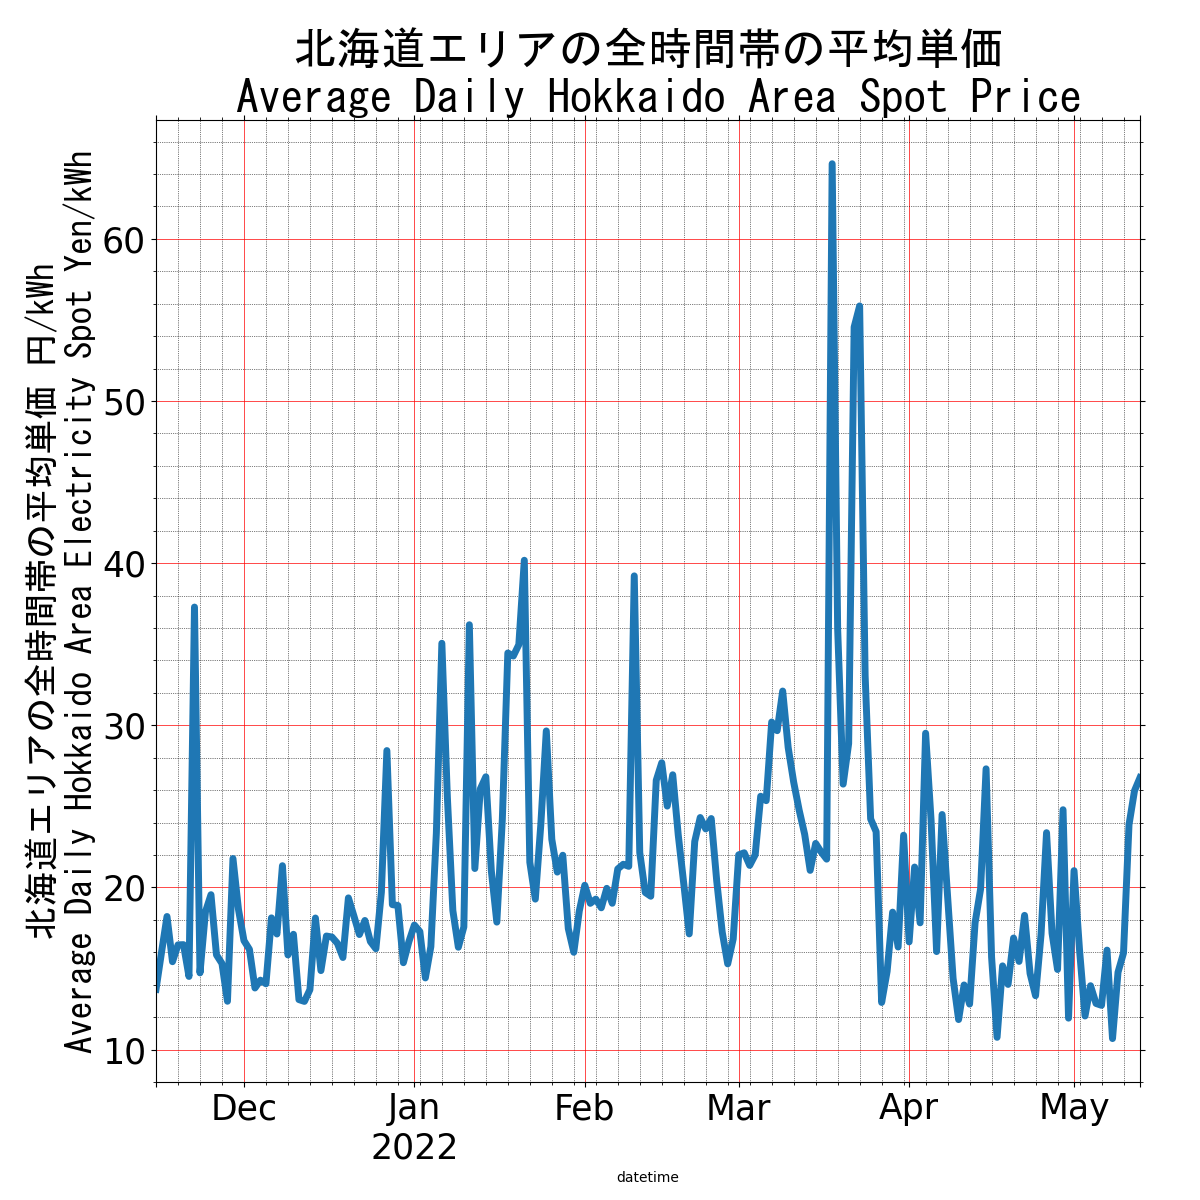 北海道エリアの全時間帯の平均単価
Average Daily Hokkaido Area Spot Price
北海道エリアの全時間帯の平均単価 円/kWh
Average Daily Hokkaido Area Electricity Spot Yen/kWh
60
50
40
30
20
10
Dec
Jan
2022
Feb
Mar
Apr
May
datetime